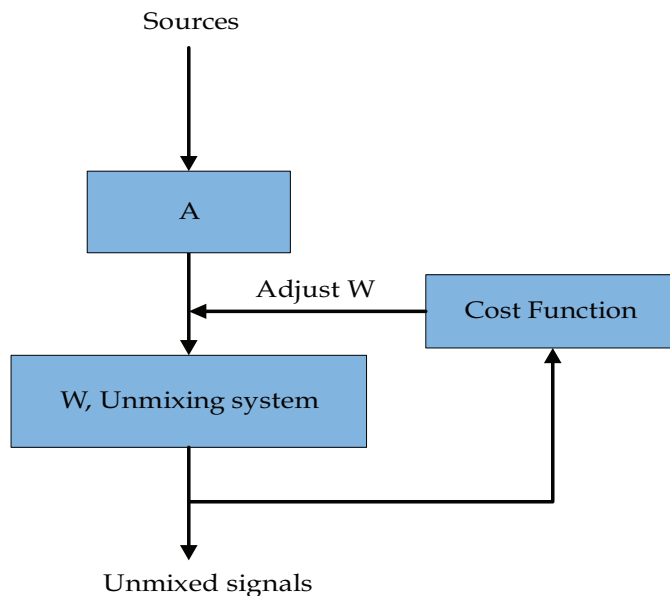 Sources
A
Adjust W
Cost Function
W, Unmixing system
Unmixed signals